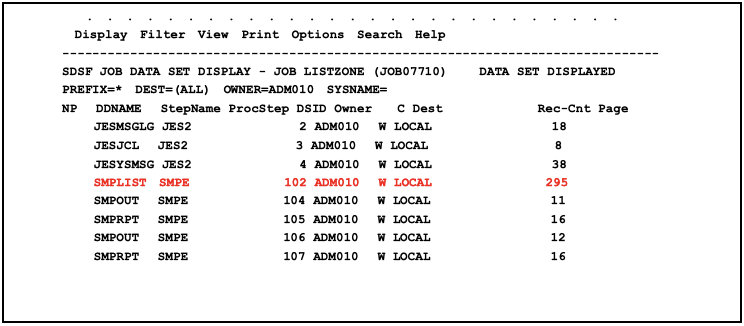 . . . . . . . . . . . . . . . . . . . . . . . .
Display Filter View Print Options Search Help
-------------------------------------------------------------------------------
SDSF JOB DATA SET DISPLAY - JOB LISTZONE (JOB07710) DATA SET DISPLAYED
PREFIX=* DEST=(ALL) OWNER=ADM010 SYSNAME=
NP DDNAME StepName ProcStep DSID Owner C Dest Rec-Cnt Page
JESMSGLG JES2 2 ADM010 W LOCAL 18
JESJCL JES2 3 ADM010 W LOCAL 8
JESYSMSG JES2 4 ADM010 W LOCAL 38
SMPLIST SMPE 102 ADM010 W LOCAL 295
SMPOUT SMPE 104 ADM010 W LOCAL 11
SMPRPT SMPE 105 ADM010 W LOCAL 16
SMPOUT SMPE 106 ADM010 W LOCAL 12
SMPRPT SMPE 107 ADM010 W LOCAL 16